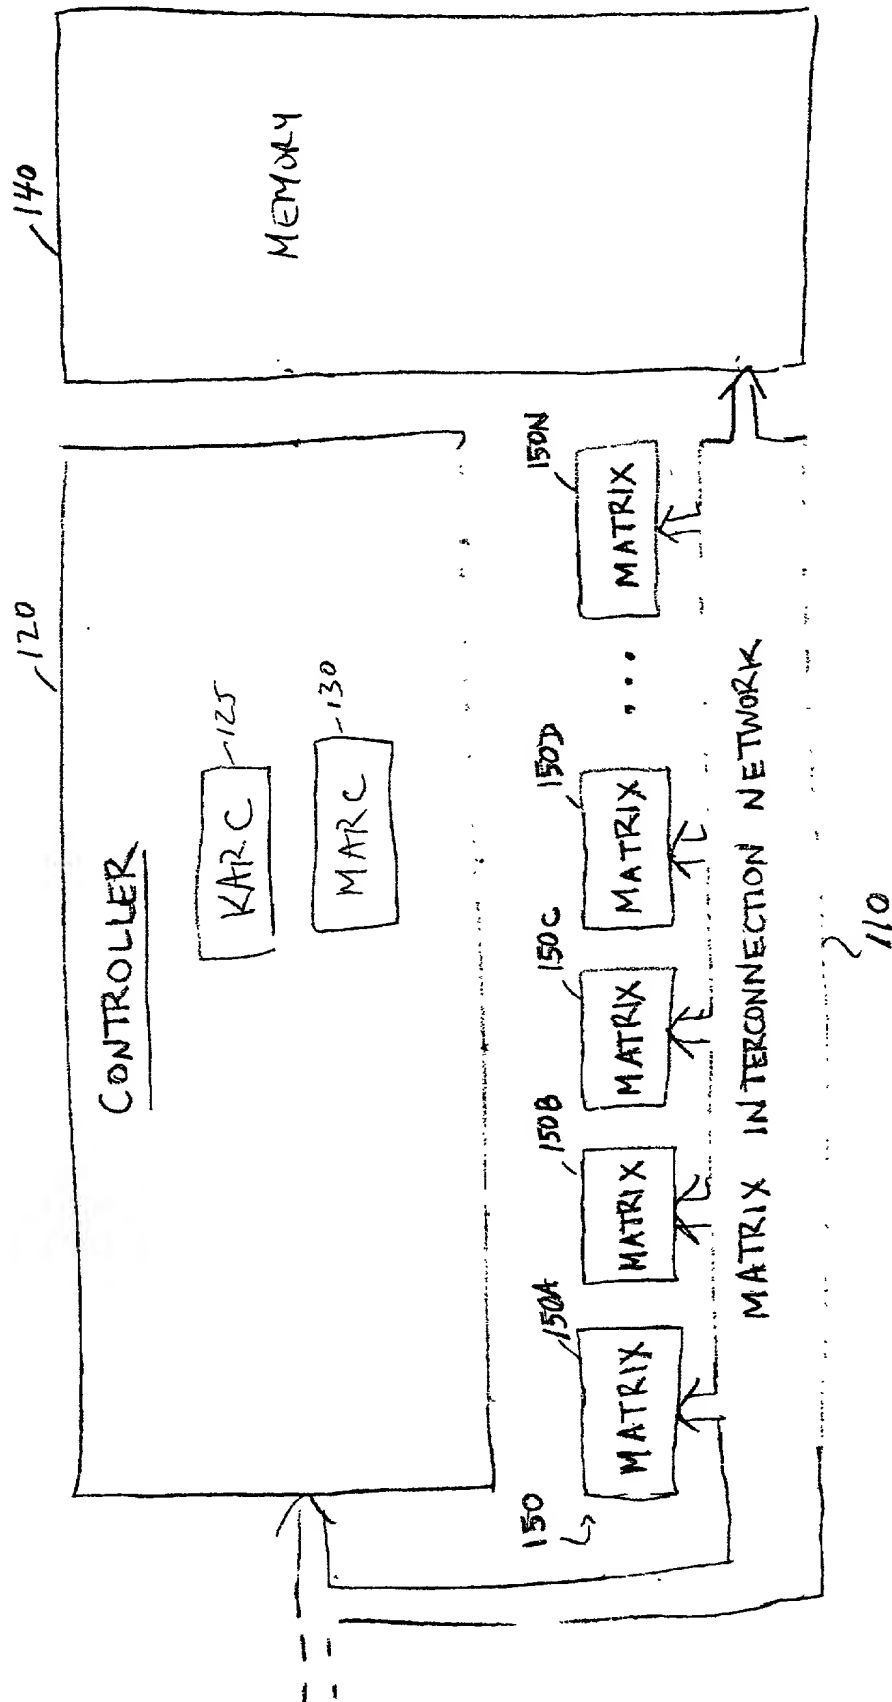 120
140
CONTROLLER
KARC
125
MARC
130
MEMORY
150
150A
MATRIX
150B
MATRIX
150C
MATRIX
150D
MATRIX
...
150N
MATRIX
MATRIX INTERCONNECTION NETWORK
110